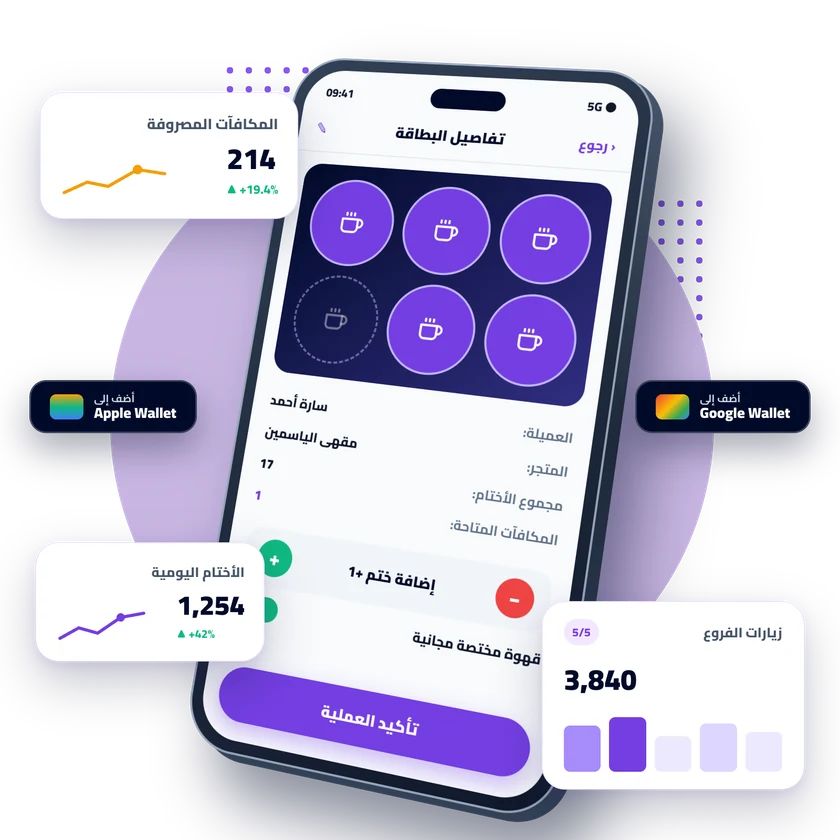 09:41
5G
‹ رجوع
تفاصيل البطاقة
المكافآت المصروفة
214
▲ +19.4%
أضف إلى
Apple Wallet
أضف إلى
Google Wallet
العميلة: سارة أحمد
المتجر: مقهى الياسمين
مجموع الأختام: 17
المكافآت المتاحة: 1
+
إضافة ختم +1
−
قهوة مختصة مجانية
تأكيد العملية
الأختام اليومية
1,254
▲ +42%
زيارات الفروع
5/5
3,840